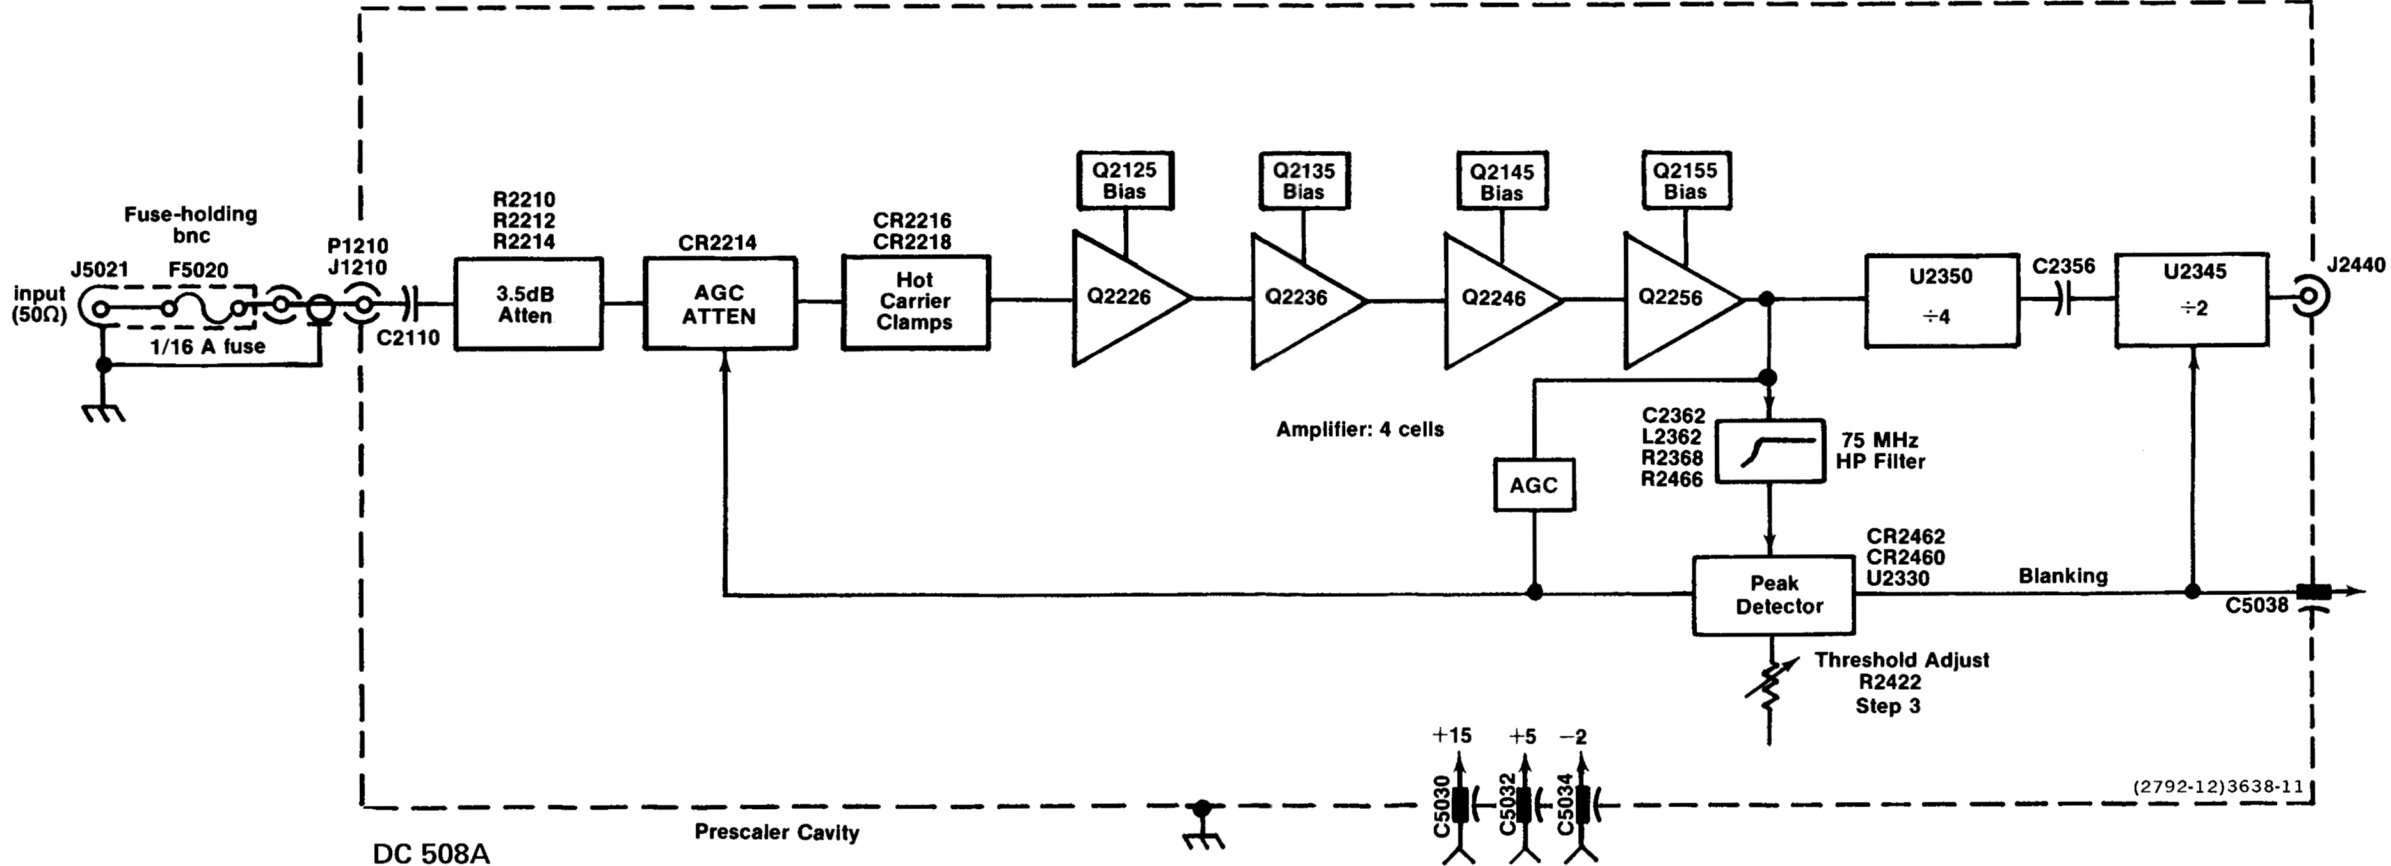 Fuse-holding
bnc
J5021
F5020
input
(50Ω)
1/16 A fuse
P1210
J1210
C2110
R2210
R2212
R2214
3.5dB
Atten
CR2214
AGC
ATTEN
CR2216
CR2218
Hot
Carrier
Clamps
Q2125
Bias
Q2226
Q2135
Bias
Q2236
Q2145
Bias
Q2246
Q2155
Bias
Q2256
U2350
÷4
C2356
U2345
÷2
J2440
Amplifier: 4 cells
AGC
C2362
L2362
R2368
R2466
75 MHz
HP Filter
CR2462
CR2460
U2330
Peak
Detector
Blanking
C5038
Threshold Adjust
R2422
Step 3
+15
+5
−2
C5030
C5032
C5034
(2792-12)3638-11
Prescaler Cavity
DC 508A